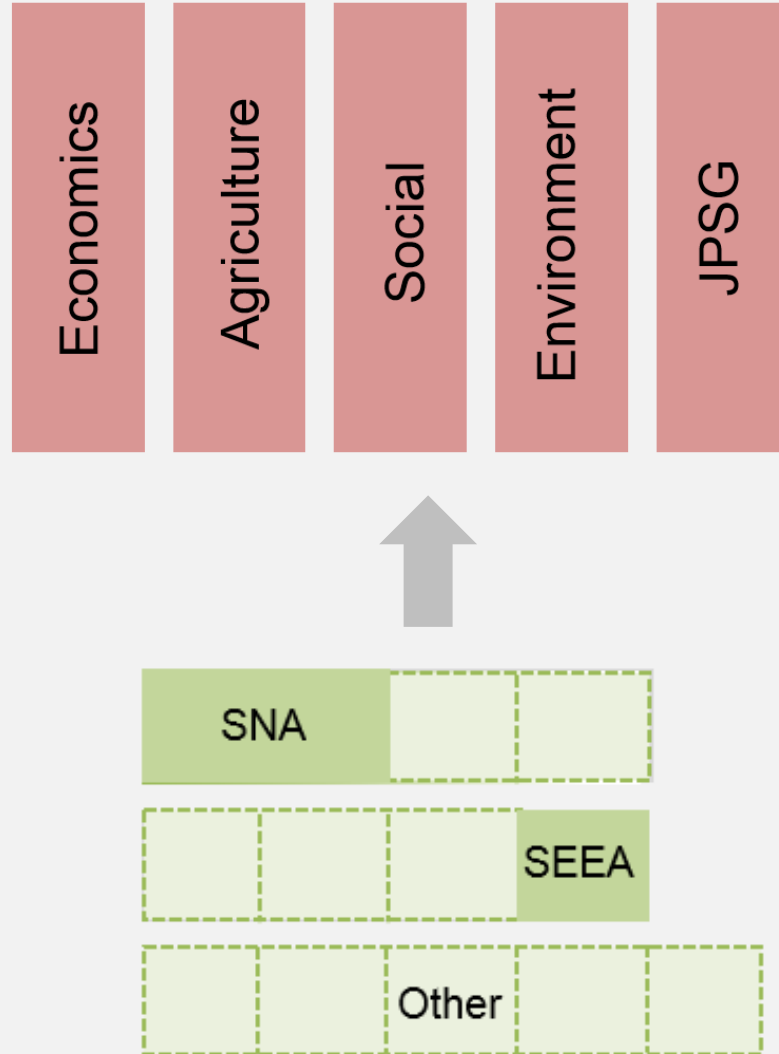 Economics
Agriculture
Social
Environment
JPSG
SNA
SEEA
Other